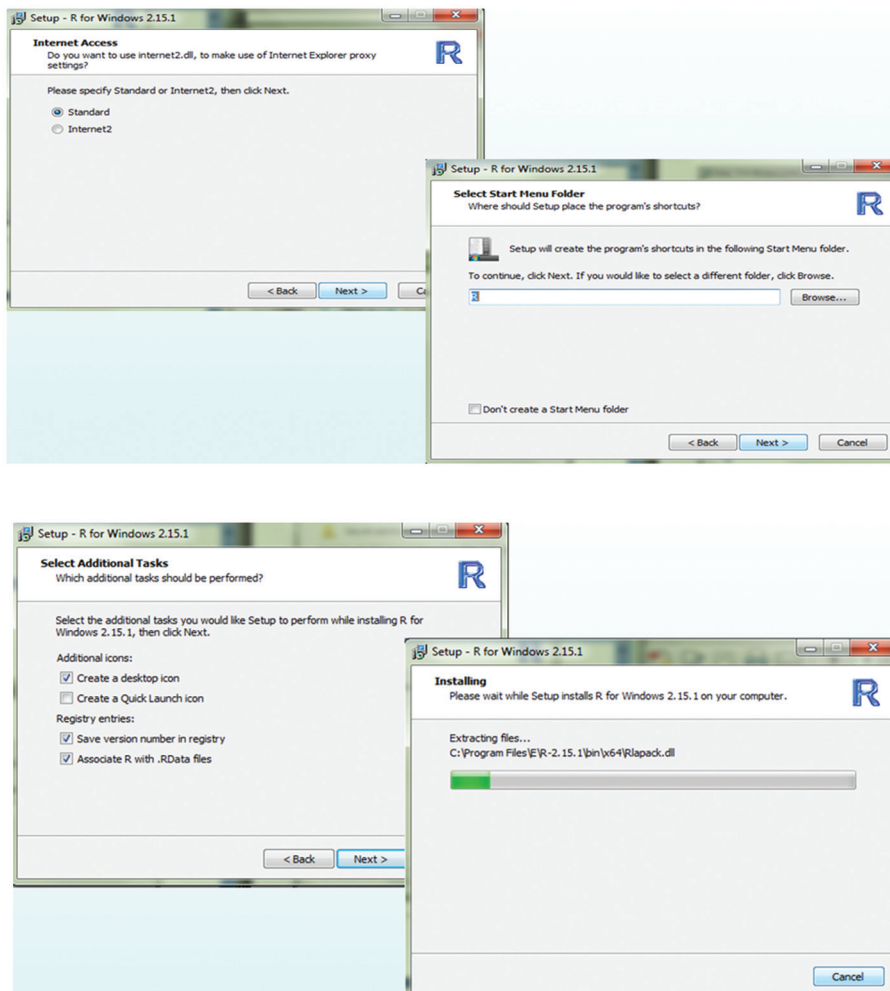 Setup - R for Windows 2.15.1
Internet Access
Do you want to use internet2.dll, to make use of Internet Explorer proxy
settings?
R
Please specify Standard or Internet2, then click Next.
Standard
Internet2
< Back
Next >
Setup - R for Windows 2.15.1
Select Start Menu Folder
Where should Setup place the program's shortcuts?
R
Setup will create the program's shortcuts in the following Start Menu folder.
To continue, click Next. If you would like to select a different folder, click Browse.
R
Browse...
Don't create a Start Menu folder
< Back
Next >
Cancel
Setup - R for Windows 2.15.1
Select Additional Tasks
Which additional tasks should be performed?
R
Select the additional tasks you would like Setup to perform while installing R for
Windows 2.15.1, then click Next.
Additional icons:
Create a desktop icon
Create a Quick Launch icon
Registry entries:
Save version number in registry
Associate R with .RData files
< Back
Next >
Setup - R for Windows 2.15.1
Installing
Please wait while Setup installs R for Windows 2.15.1 on your computer.
R
Extracting files...
C:\Program Files\E\R-2.15.1\bin\x64\Rlapack.dll
Cancel